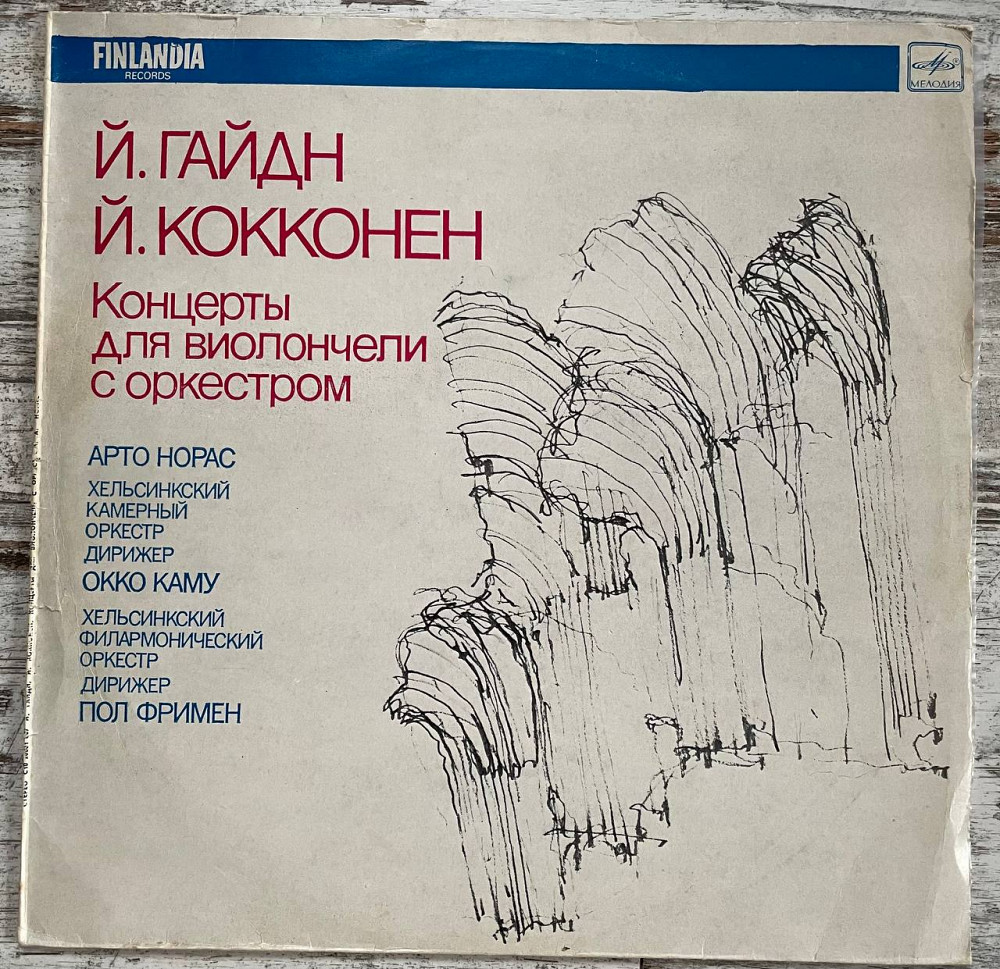 FINLANDIA
RECORDS
МЕЛОДИЯ
Й. ГАЙДН
Й. КОККОНЕН
Концерты
для виолончели
с оркестром
АРТО НОРАС
ХЕЛЬСИНКСКИЙ
КАМЕРНЫЙ
ОРКЕСТР
ДИРИЖЕР
ОККО КАМУ
ХЕЛЬСИНКСКИЙ
ФИЛАРМОНИЧЕСКИЙ
ОРКЕСТР
ДИРИЖЕР
ПОЛ ФРИМЕН